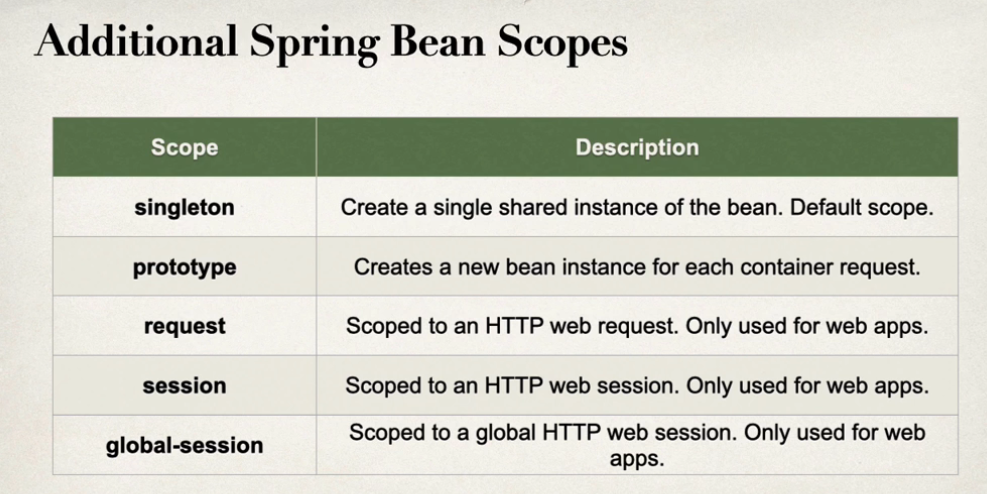 Additional Spring Bean Scopes
Scope Description
singleton Create a single shared instance of the bean. Default scope.
prototype Creates a new bean instance for each container request.
request Scoped to an HTTP web request. Only used for web apps.
session Scoped to an HTTP web session. Only used for web apps.
global-session Scoped to a global HTTP web session. Only used for web
apps.